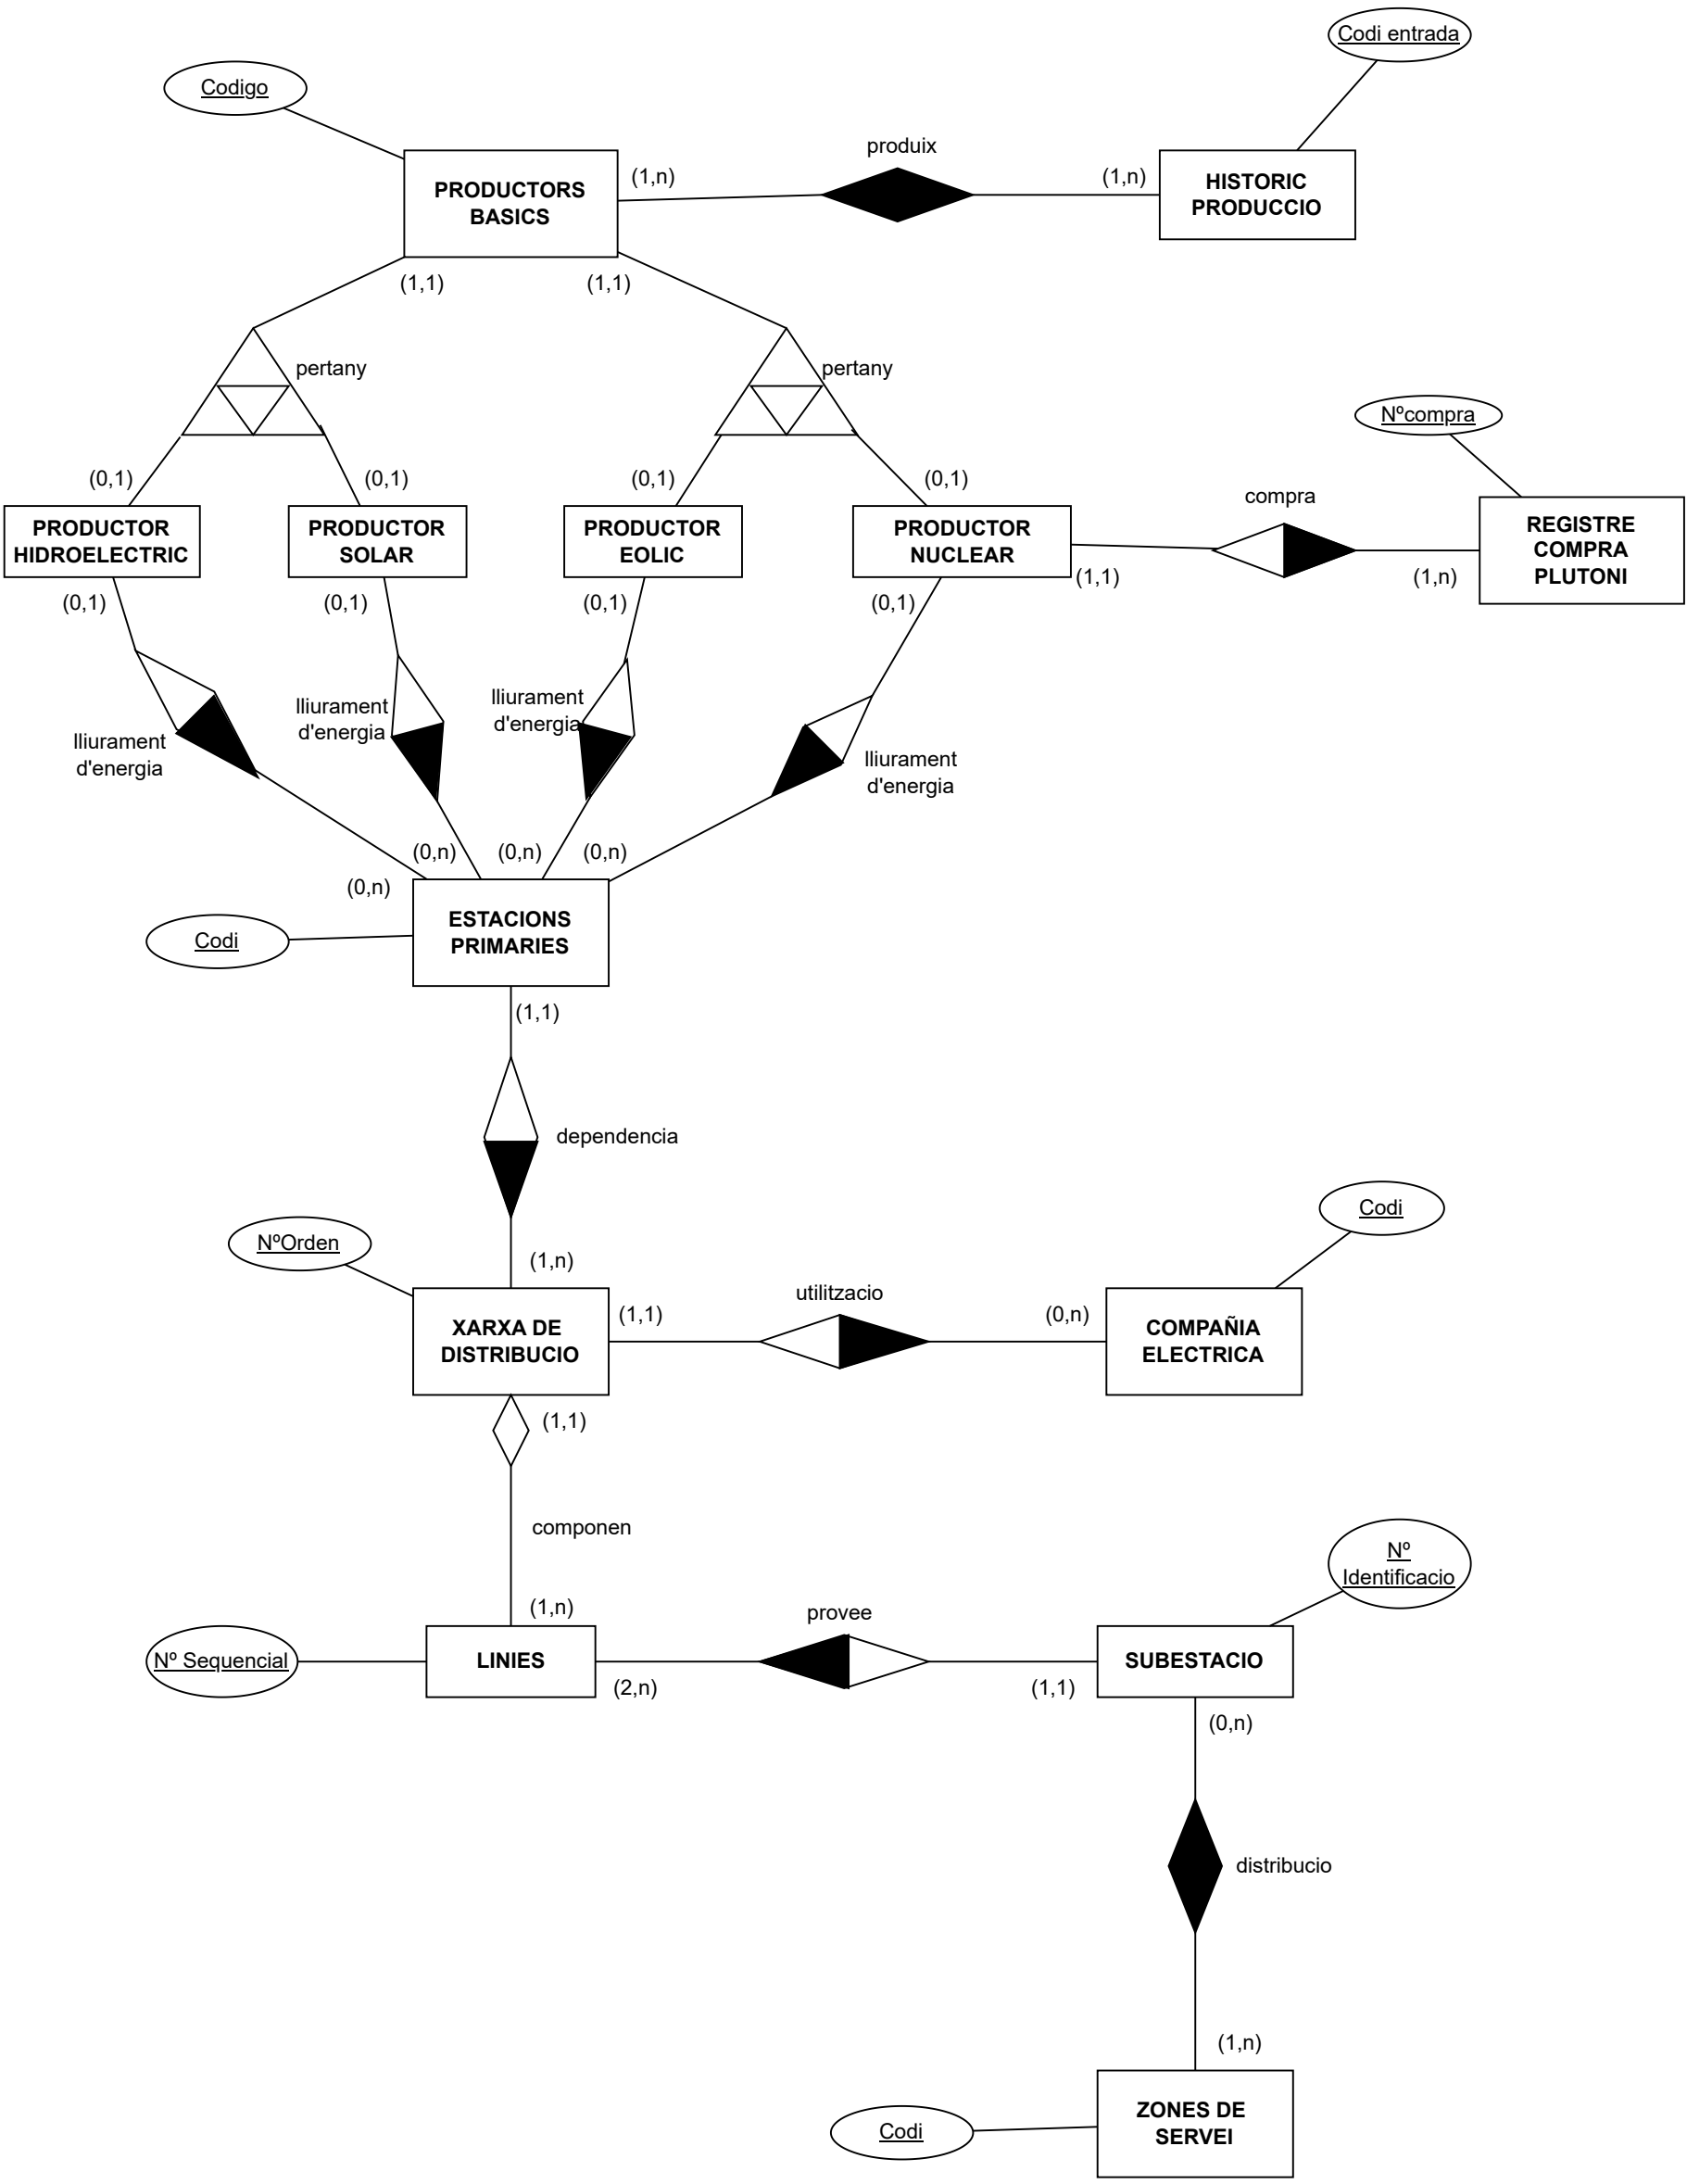 Codi entrada
Codigo
produix
PRODUCTORS
BASICS
(1,n)
(1,n)
HISTORIC
PRODUCCIO
(1,1)
(1,1)
pertany
pertany
Nºcompra
(0,1)
(0,1)
(0,1)
(0,1)
compra
PRODUCTOR
HIDROELECTRIC
PRODUCTOR
SOLAR
PRODUCTOR
EOLIC
PRODUCTOR
NUCLEAR
REGISTRE
COMPRA
PLUTONI
(1,1)
(1,n)
(0,1)
(0,1)
(0,1)
(0,1)
lliurament
d'energia
lliurament
d'energia
lliurament
d'energia
lliurament
d'energia
(0,n)
(0,n)
(0,n)
(0,n)
ESTACIONS
PRIMARIES
Codi
(1,1)
dependencia
Codi
NºOrden
(1,n)
utilitzacio
(1,1)
(0,n)
XARXA DE
DISTRIBUCIO
COMPAÑIA
ELECTRICA
(1,1)
componen
Nº
Identificacio
(1,n)
provee
Nº Sequencial
LINIES
SUBESTACIO
(2,n)
(1,1)
(0,n)
distribucio
(1,n)
ZONES DE
SERVEI
Codi